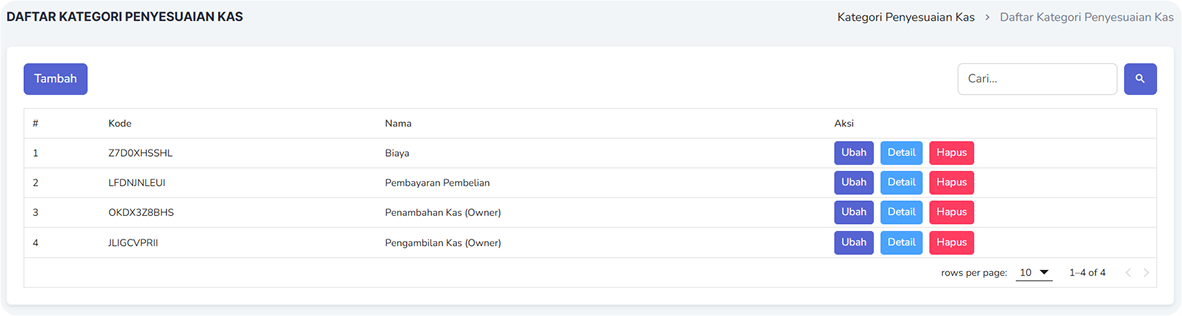 DAFTAR KATEGORI PENYESUAIAN KAS
Kategori Penyesuaian Kas > Daftar Kategori Penyesuaian Kas
Tambah
Cari...
# Kode Nama Aksi
1 Z7D0XHSSHL Biaya Ubah Detail Hapus
2 LFDNJNLEUI Pembayaran Pembelian Ubah Detail Hapus
3 OKDX3Z8BHS Penambahan Kas (Owner) Ubah Detail Hapus
4 JLIGCVPRII Pengambilan Kas (Owner) Ubah Detail Hapus
rows per page: 10 1–4 of 4